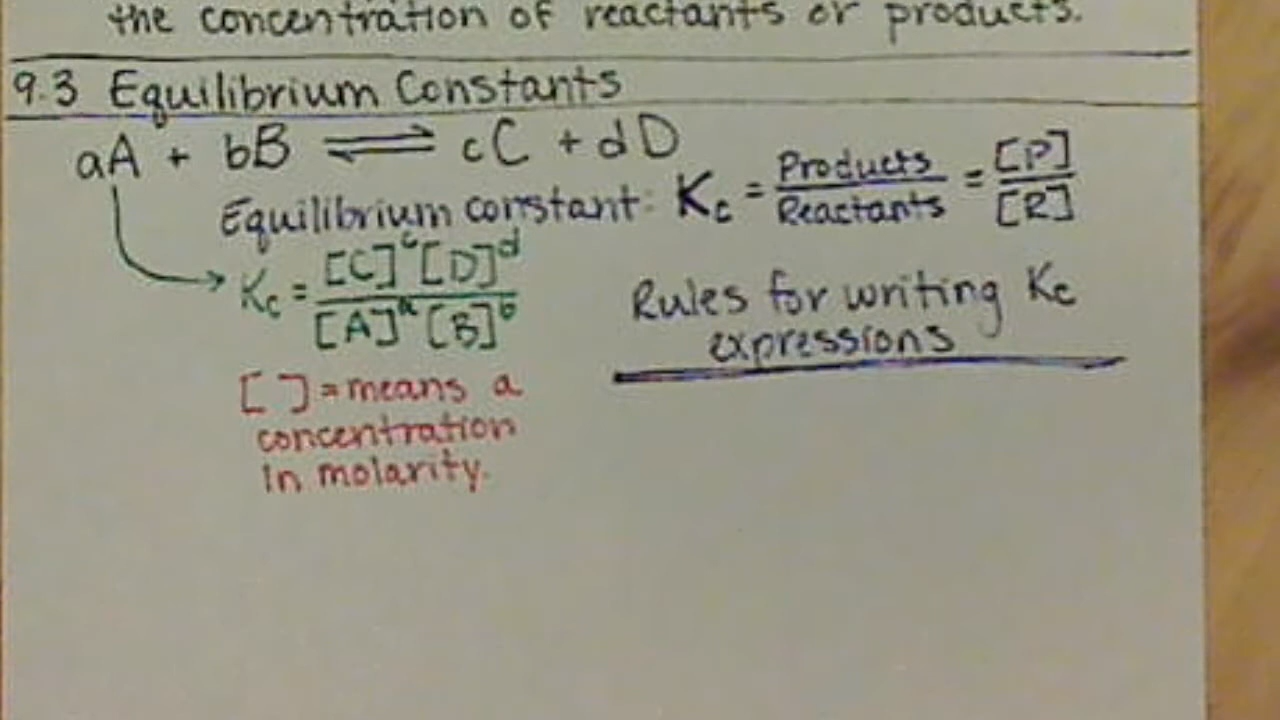 the concentration of reactants or products.
9.3 Equilibrium Constants
aA + bB ⇌ cC + dD
Equilibrium constant: Kc = Products/Reactants = [P]/[R]
Kc = [C]^c [D]^d / [A]^a [B]^b
[ ] = means a
concentration
in molarity.
Rules for writing Kc
expressions